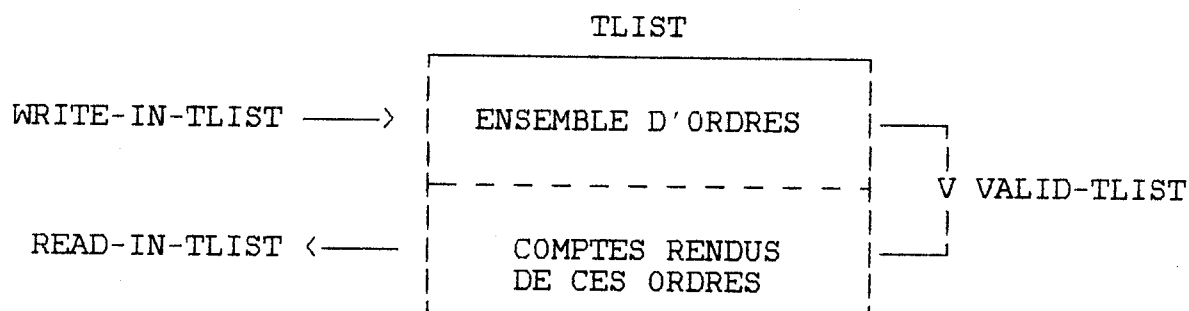 TLIST
WRITE-IN-TLIST ———> ENSEMBLE D'ORDRES
V VALID-TLIST
READ-IN-TLIST <——— COMPTES RENDUS
DE CES ORDRES